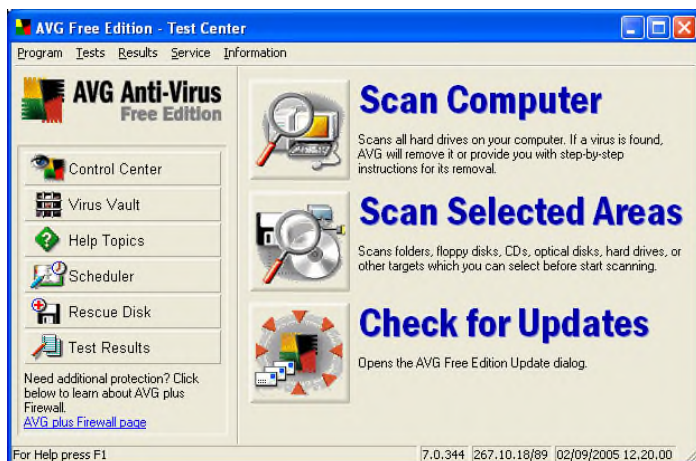 AVG Free Edition - Test Center
Program Tests Results Service Information
AVG Anti-Virus
Free Edition
Control Center
Virus Vault
Help Topics
Scheduler
Rescue Disk
Test Results
Need additional protection? Click
below to learn about AVG plus
Firewall.
AVG plus Firewall page
Scan Computer
Scans all hard drives on your computer. If a virus is found,
AVG will remove it or provide you with step-by-step
instructions for its removal.
Scan Selected Areas
Scans folders, floppy disks, CDs, optical disks, hard drives, or
other targets which you can select before start scanning.
Check for Updates
Opens the AVG Free Edition Update dialog.
For Help press F1
7.0.344 267.10.18/89 02/09/2005 12.20.00